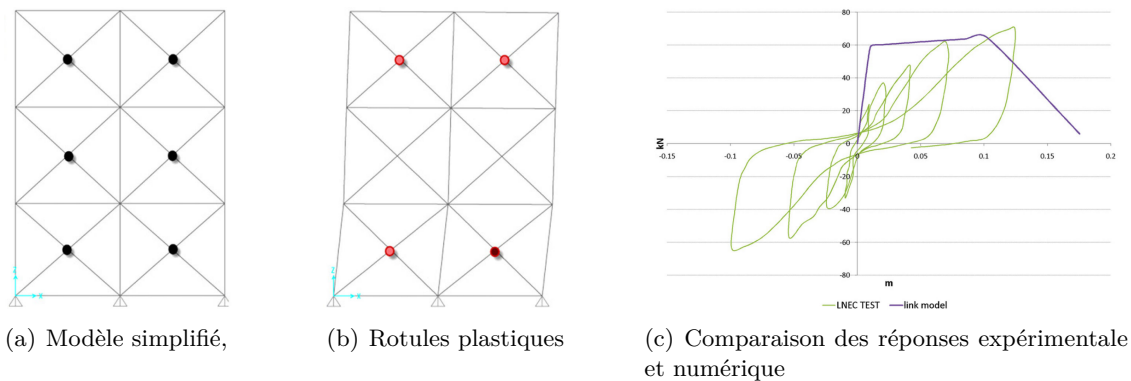 z
x
z
x
kN
80
60
40
20
0
-20
-40
-60
-80
-0.15
-0.1
-0.05
0
0.05
0.1
0.15
0.2
m
LNEC TEST
link model
(a) Modèle simplifié,
(b) Rotules plastiques
(c) Comparaison des réponses expérimentale
et numérique